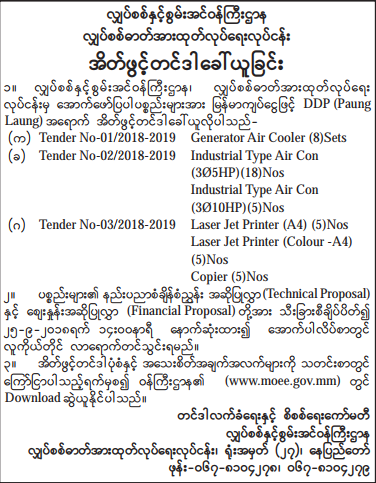 လျှပ်စစ်နှင့်စွမ်းအင်ဝန်ကြီးဌာန
လျှပ်စစ်ဓာတ်အားထုတ်လုပ်ရေးလုပ်ငန်း
အိတ်ဖွင့်တင်ဒါခေါ်ယူခြင်း
၁။ လျှပ်စစ်နှင့်စွမ်းအင်ဝန်ကြီးဌာန၊ လျှပ်စစ်ဓာတ်အားထုတ်လုပ်ရေး
လုပ်ငန်းမှ အောက်ဖော်ပြပါပစ္စည်းများအား မြန်မာကျပ်ငွေဖြင့် DDP (Paung
Laung) အရောက် အိတ်ဖွင့်တင်ဒါခေါ်ယူလိုပါသည်-
(က) Tender No-01/2018-2019 Generator Air Cooler (8)Sets
(ခ) Tender No-02/2018-2019 Industrial Type Air Con
(3Ø5HP)(18)Nos
Industrial Type Air Con
(3Ø10HP)(5)Nos
(ဂ) Tender No-03/2018-2019 Laser Jet Printer (A4) (5)Nos
Laser Jet Printer (Colour -A4)
(5)Nos
Copier (5)Nos
၂။ ပစ္စည်းများ၏ နည်းပညာစံချိန်စံညွှန်း အဆိုပြုလွှာ(Technical Proposal)
နှင့် ဈေးနှုန်းအဆိုပြုလွှာ (Financial Proposal) တို့အား သီးခြားစီချိပ်ပိတ်၍
၂၅-၉-၂၀၁၈ရက် ၁၄:၀၀နာရီ နောက်ဆုံးထား၍ အောက်ပါလိပ်စာတွင်
လူကိုယ်တိုင် လာရောက်တင်သွင်းရမည်။
၃။ အိတ်ဖွင့်တင်ဒါပုံစံနှင့် အသေးစိတ်အချက်အလက်များကို သတင်းစာတွင်
ကြော်ငြာပါသည့်ရက်မှစ၍ ဝန်ကြီးဌာန၏ (www.moee.gov.mm) တွင်
Download ဆွဲယူနိုင်ပါသည်။
တင်ဒါလက်ခံရေးနှင့် စိစစ်ရေးကော်မတီ
လျှပ်စစ်နှင့်စွမ်းအင်ဝန်ကြီးဌာန
လျှပ်စစ်ဓာတ်အားထုတ်လုပ်ရေးလုပ်ငန်း၊ ရုံးအမှတ် (၂၇)၊ နေပြည်တော်
ဖုန်း-၀၆၇-၈၁၀၄၂၇၈၊ ၀၆၇-၈၁၀၄၂၇၉